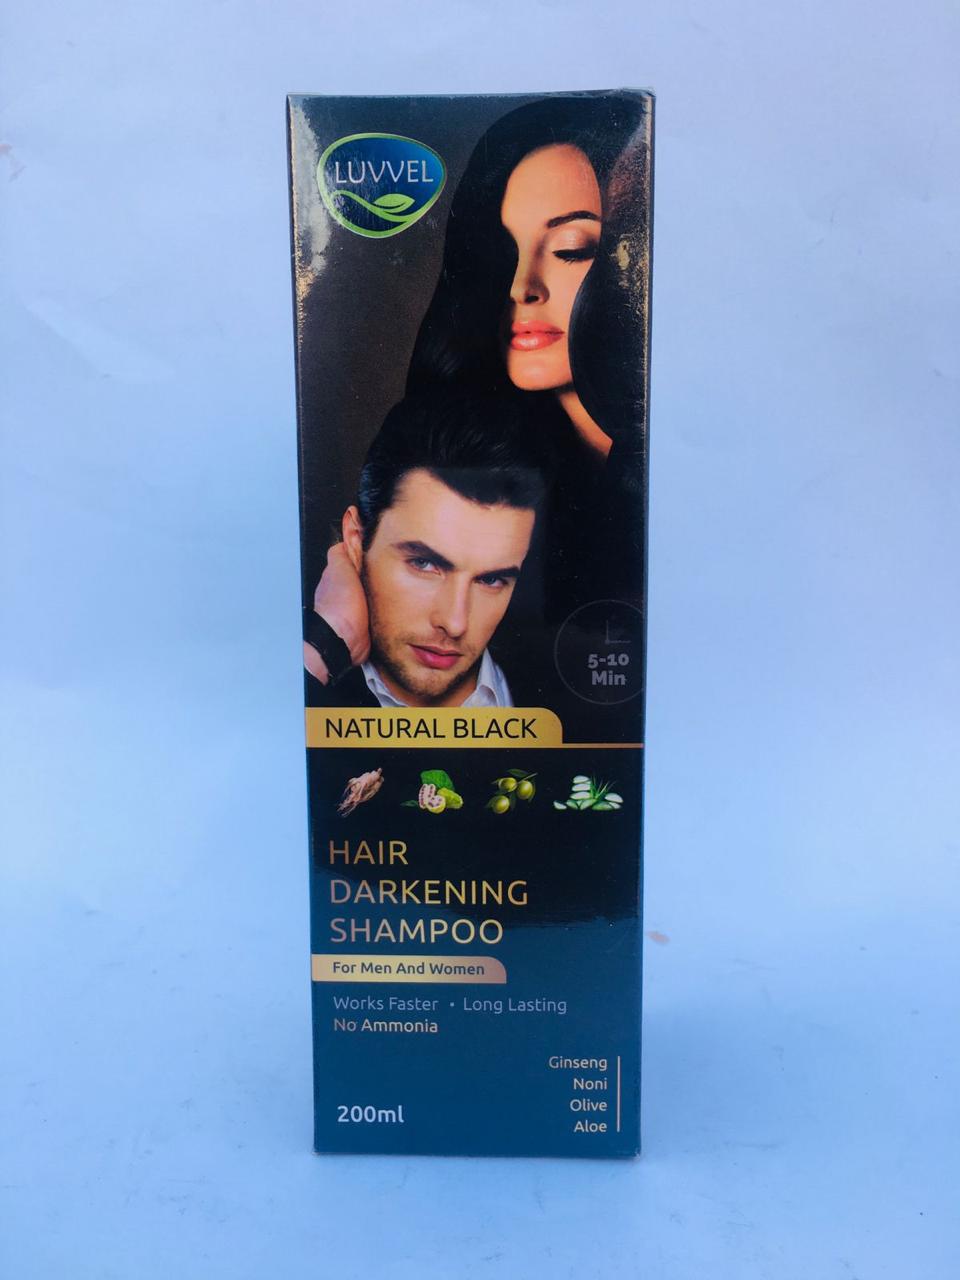 LUVVEL
5-10
Min
NATURAL BLACK
HAIR
DARKENING
SHAMPOO
For Men And Women
Works Faster • Long Lasting
No Ammonia
Ginseng
Noni
Olive
Aloe
200ml